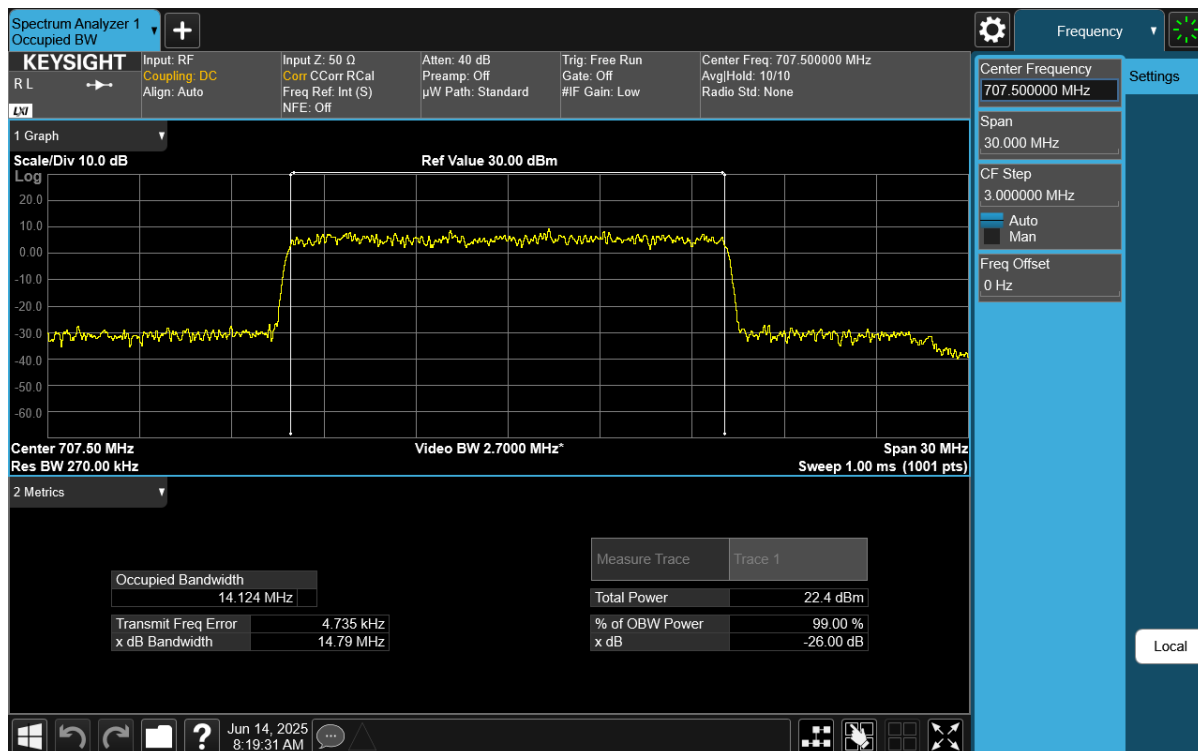 Spectrum Analyzer 1
Occupied BW
Frequency
KEYSIGHT
R L
LXI
Input: RF
Coupling: DC
Align: Auto
Input Z: 50 Ω
Corr CCorr RCal
Freq Ref: Int (S)
NFE: Off
Atten: 40 dB
Preamp: Off
µW Path: Standard
Trig: Free Run
Gate: Off
#IF Gain: Low
Center Freq: 707.500000 MHz
Avg|Hold: 10/10
Radio Std: None
Center Frequency
707.500000 MHz
Settings
Span
30.000 MHz
CF Step
3.000000 MHz
Auto
Man
Freq Offset
0 Hz
Local
1 Graph
Scale/Div 10.0 dB
Ref Value 30.00 dBm
Log
20.0
10.0
0.00
-10.0
-20.0
-30.0
-40.0
-50.0
-60.0
Center 707.50 MHz
Video BW 2.7000 MHz*
Span 30 MHz
Res BW 270.00 kHz
Sweep 1.00 ms (1001 pts)
2 Metrics
Measure Trace
Trace 1
Occupied Bandwidth
14.124 MHz
Total Power
22.4 dBm
Transmit Freq Error
4.735 kHz
% of OBW Power
99.00 %
x dB Bandwidth
14.79 MHz
x dB
-26.00 dB
?
Jun 14, 2025
8:19:31 AM